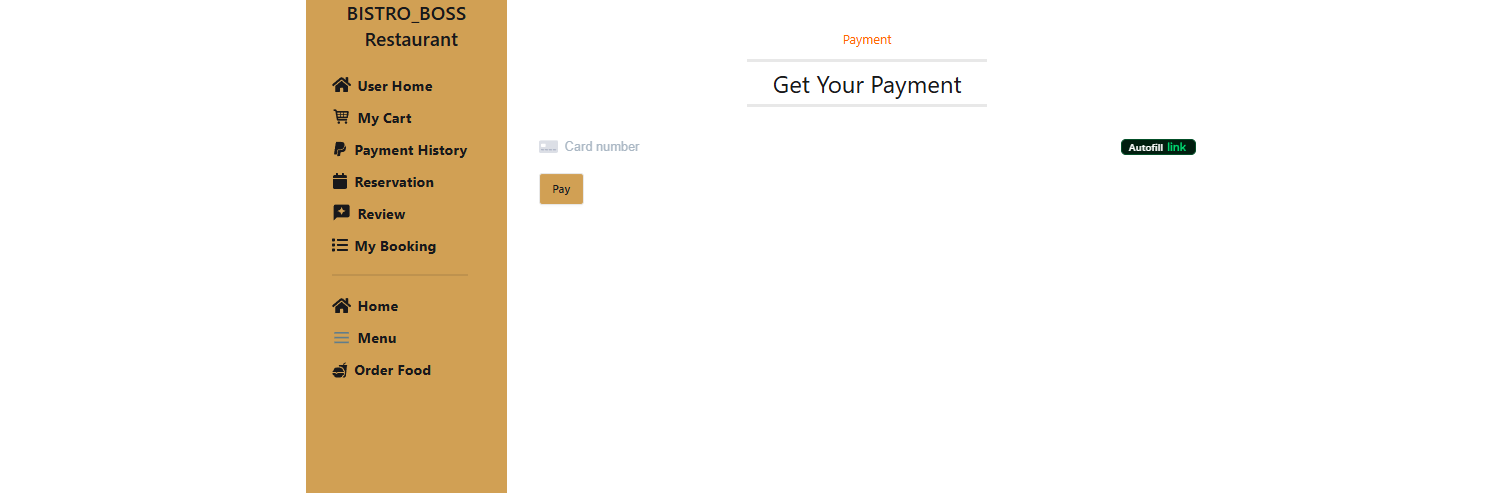 BISTRO_BOSS
Restaurant
User Home
My Cart
Payment History
Reservation
Review
My Booking
Home
Menu
Order Food
Payment
Get Your Payment
Card number
Autofill link
Pay